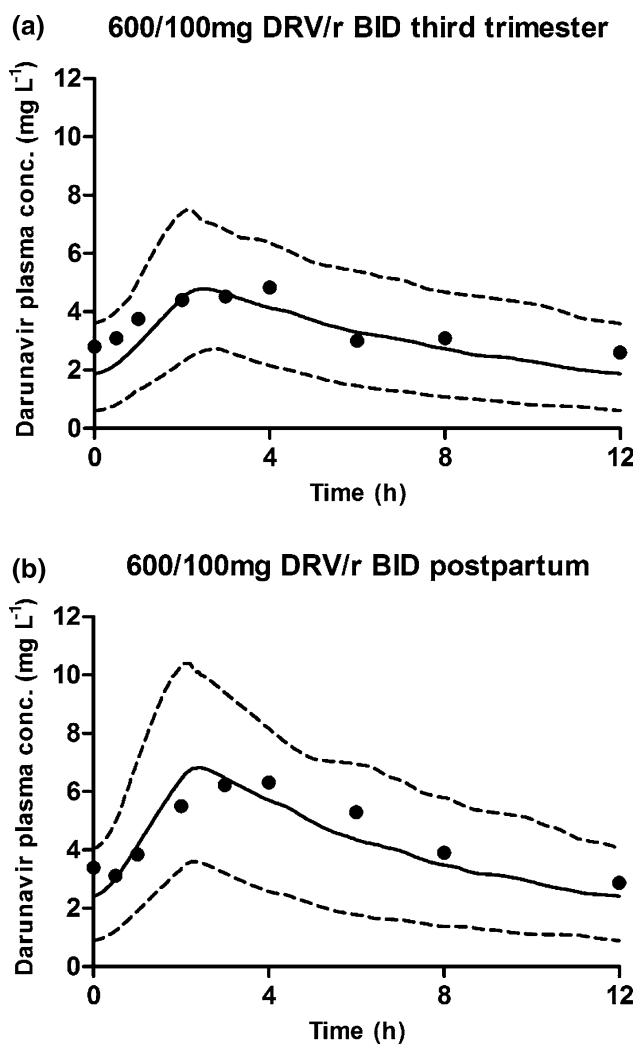 (a) 600/100mg DRV/r BID third trimester
Darunavir plasma conc. (mg L⁻¹)
12
10
8
6
4
2
0
0 4 8 12
Time (h)
(b) 600/100mg DRV/r BID postpartum
Darunavir plasma conc. (mg L⁻¹)
12
10
8
6
4
2
0
0 4 8 12
Time (h)